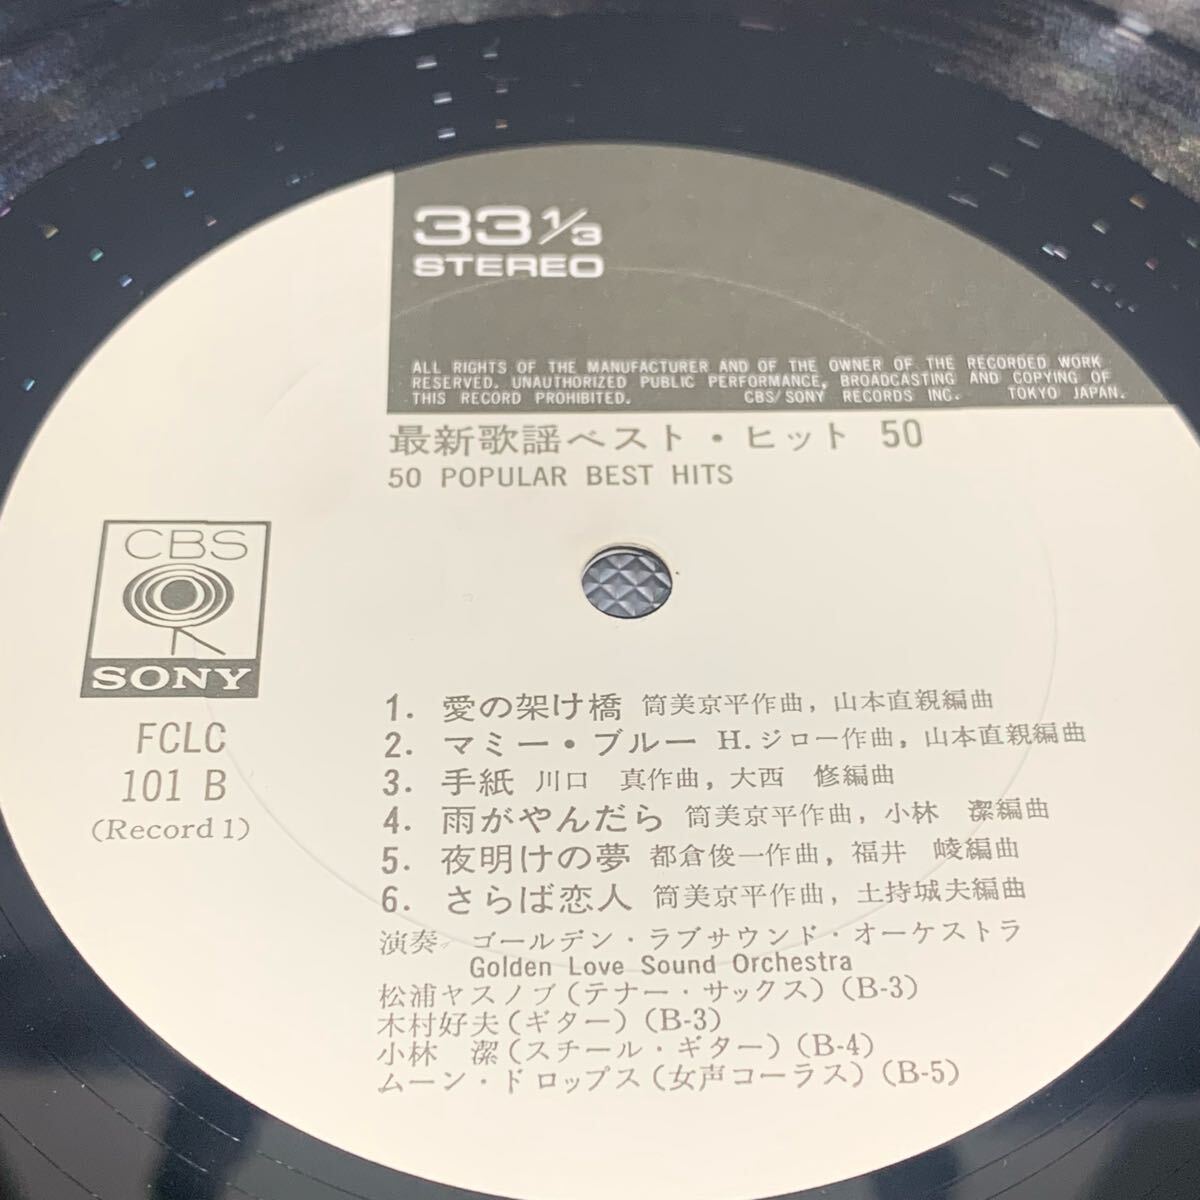 33 1/3
STEREO
ALL RIGHTS OF THE MANUFACTURER AND OF THE OWNER OF THE RECORDED WORK
RESERVED. UNAUTHORIZED PUBLIC PERFORMANCE, BROADCASTING AND COPYING OF
THIS RECORD PROHIBITED. CBS/SONY RECORDS INC. TOKYO JAPAN.
最新歌謡ベスト・ヒット 50
50 POPULAR BEST HITS
CBS
SONY
FCLC
101 B
(Record 1)
1. 愛の架け橋 筒美京平作曲, 山本直親編曲
2. マミー・ブルー H.ジロー作曲, 山本直親編曲
3. 手紙 川口 真作曲, 大西 修編曲
4. 雨がやんだら 筒美京平作曲, 小林 潔編曲
5. 夜明けの夢 都倉俊一作曲, 福井 崚編曲
6. さらば恋人 筒美京平作曲, 土持城夫編曲
演奏 ゴールデン・ラブサウンド・オーケストラ
Golden Love Sound Orchestra
松浦ヤスノブ(テナー・サックス)(B-3)
木村好夫(ギター)(B-3)
小林 潔(スチール・ギター)(B-4)
ムーン・ドロップス(女声コーラス)(B-5)